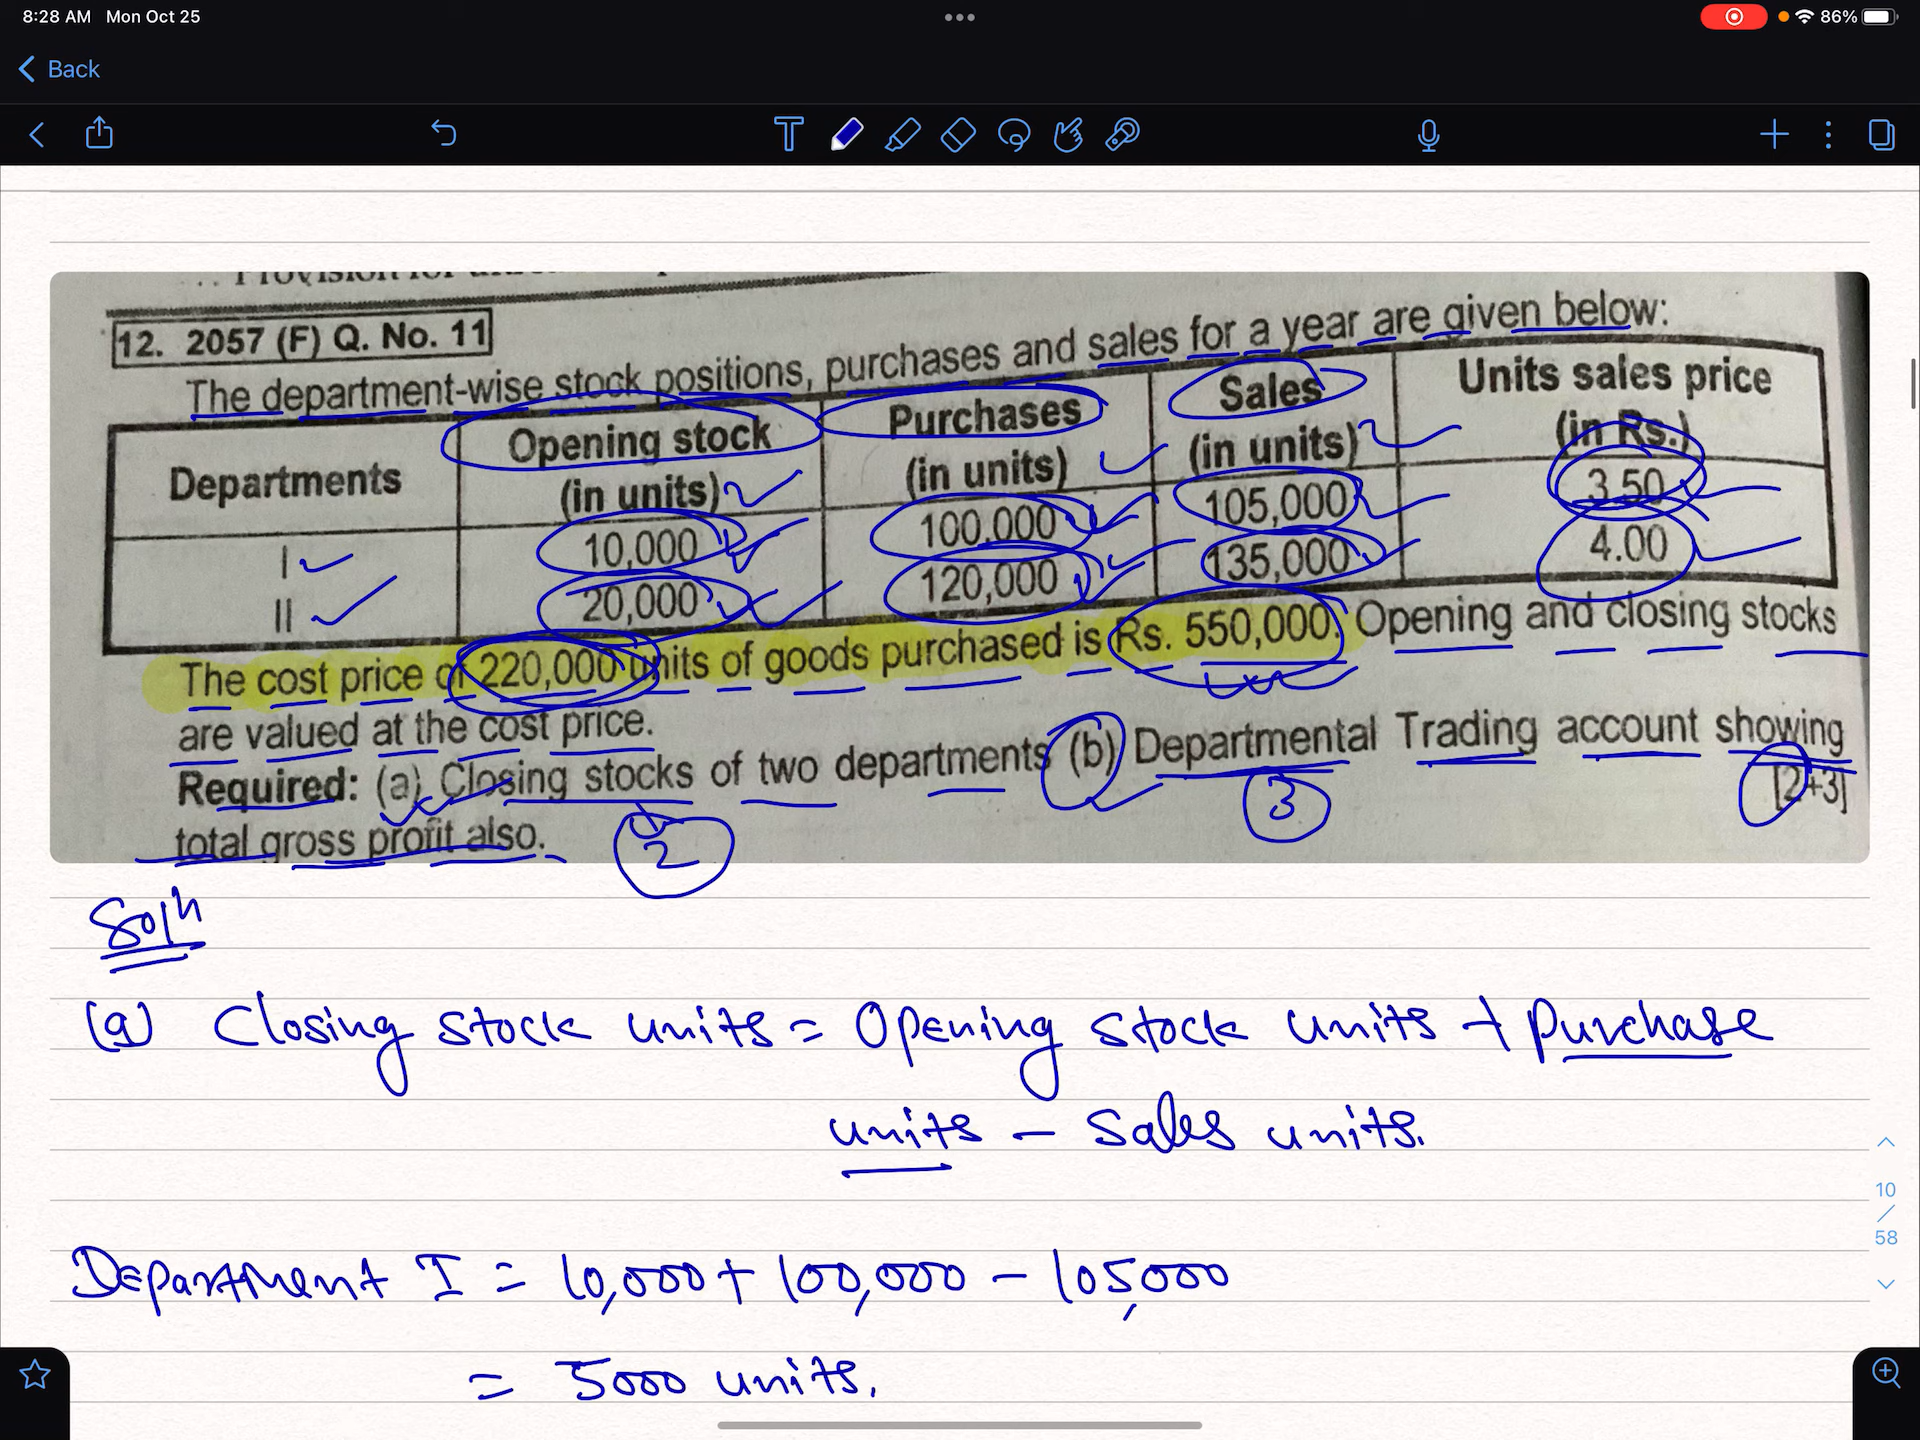 8:28 AM Mon Oct 25
86%
Back
12. 2057 (F) Q. No. 11
The department-wise stock positions, purchases and sales for a year are given below:
Departments Opening stock (in units) Purchases (in units) Sales (in units) Units sales price (in Rs.)
I 10,000 100,000 105,000 3.50
II 20,000 120,000 135,000 4.00
The cost price of 220,000 units of goods purchased is Rs. 550,000. Opening and closing stocks
are valued at the cost price.
Required: (a) Closing stocks of two departments (b) Departmental Trading account showing
total gross profit also. [2+3]
2
3
Soln
(a) Closing stock units = Opening stock units + Purchase
units - Sales units.
Department I = 10,000 + 100,000 - 105,000
= 5000 units.
10
/
58